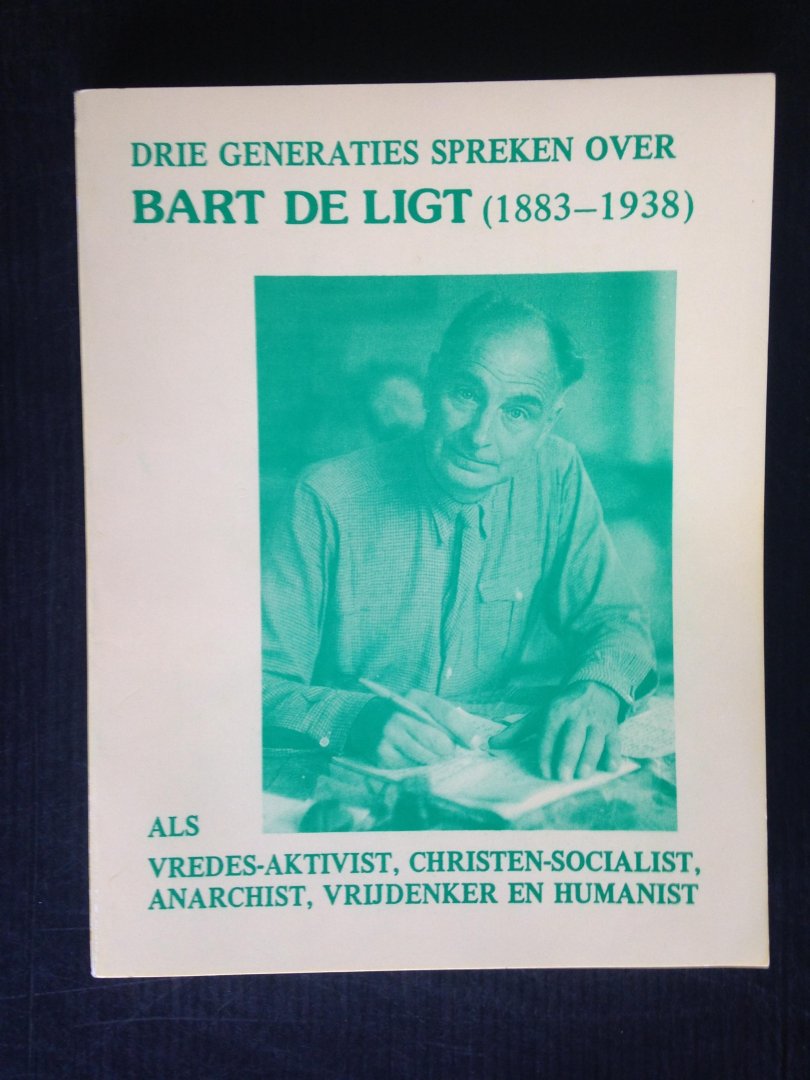 DRIE GENERATIES SPREKEN OVER
BART DE LIGT (1883–1938)
ALS
VREDES-AKTIVIST, CHRISTEN-SOCIALIST,
ANARCHIST, VRIJDENKER EN HUMANIST